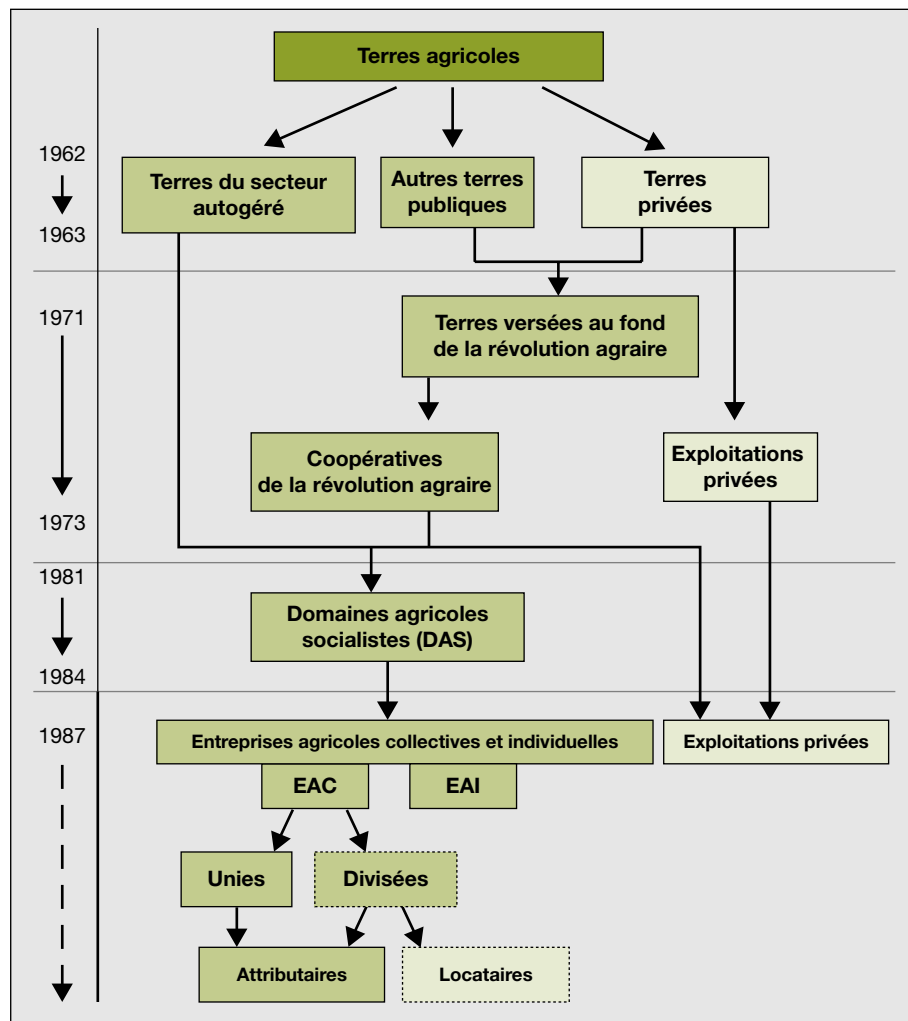 Terres agricoles
1962
1963
Terres du secteur
autogéré
Autres terres
publiques
Terres
privées
1971
1973
Terres versées au fond
de la révolution agraire
Coopératives
de la révolution agraire
Exploitations
privées
1981
1984
Domaines agricoles
socialistes (DAS)
1987
Entreprises agricoles collectives et individuelles
Exploitations privées
EAC
EAI
Unies
Divisées
Attributaires
Locataires